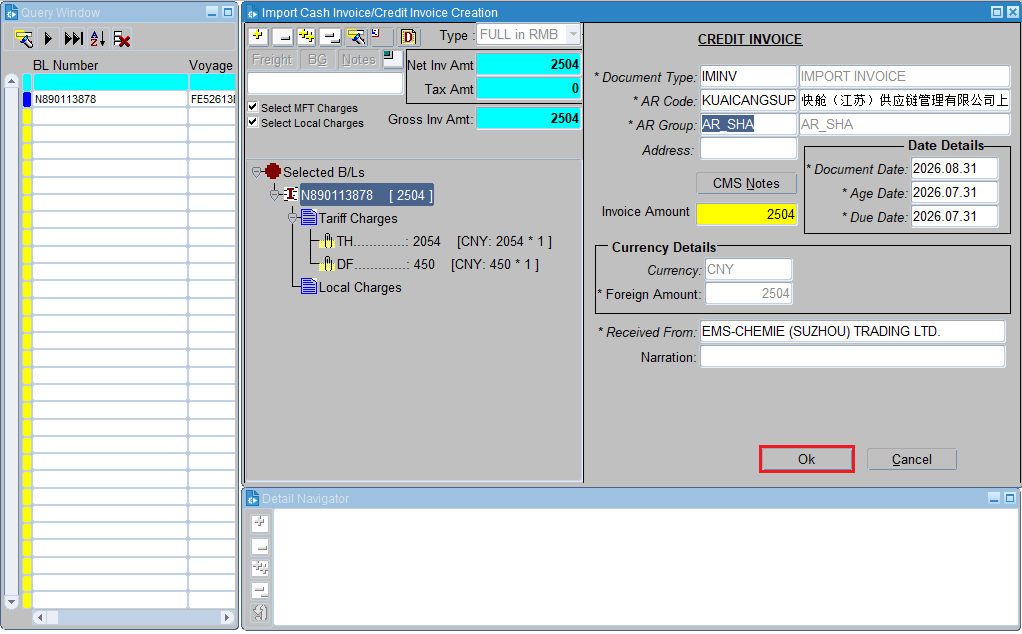 Query Window
BL Number Voyage
N890113878 FE52613
Import Cash Invoice/Credit Invoice Creation
Type : FULL in RMB
Freight BG Notes
Net Inv Amt 2504
Tax Amt 0
Select MFT Charges
Select Local Charges
Gross Inv Amt: 2504
Selected B/Ls
N890113878 [ 2504 ]
Tariff Charges
TH.............: 2054 [CNY: 2054 * 1 ]
DF.............: 450 [CNY: 450 * 1 ]
Local Charges
CREDIT INVOICE
* Document Type: IMINV IMPORT INVOICE
* AR Code: KUAICANGSUP 快舱（江苏）供应链管理有限公司上
* AR Group: AR_SHA AR_SHA
Address:
CMS Notes
Invoice Amount 2504
Date Details
* Document Date: 2026.08.31
* Age Date: 2026.07.31
* Due Date: 2026.07.31
Currency Details
Currency: CNY
* Foreign Amount: 2504
* Received From: EMS-CHEMIE (SUZHOU) TRADING LTD.
Narration:
Ok Cancel
Detail Navigator